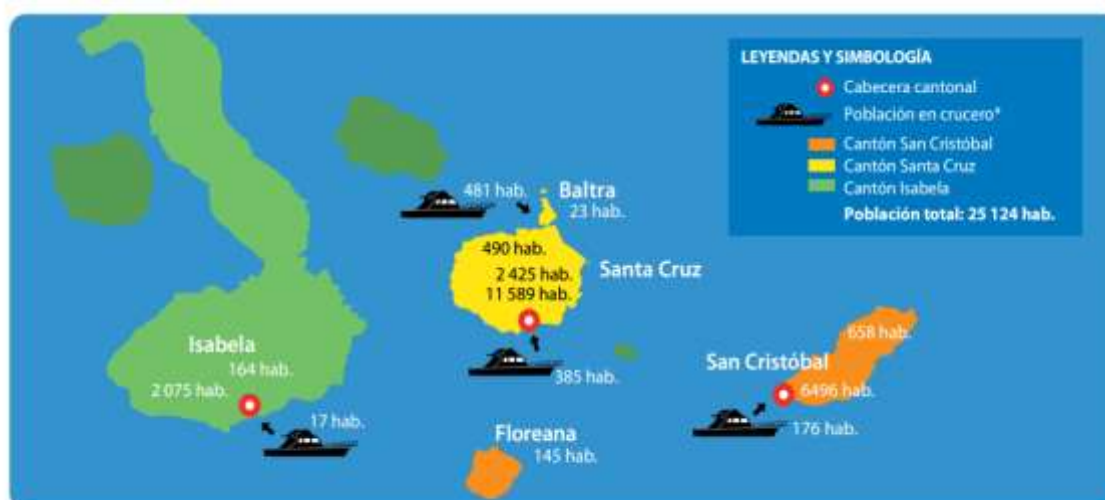 LEYENDAS Y SIMBOLOGÍA
Cabecera cantonal
Población en crucero*
Cantón San Cristóbal
Cantón Santa Cruz
Cantón Isabela
Población total: 25 124 hab.
481 hab.
Baltra
23 hab.
490 hab.
2 425 hab.
11 589 hab.
Santa Cruz
385 hab.
Isabela
164 hab.
2 075 hab.
17 hab.
Floreana
145 hab.
San Cristóbal
658 hab.
6496 hab.
176 hab.